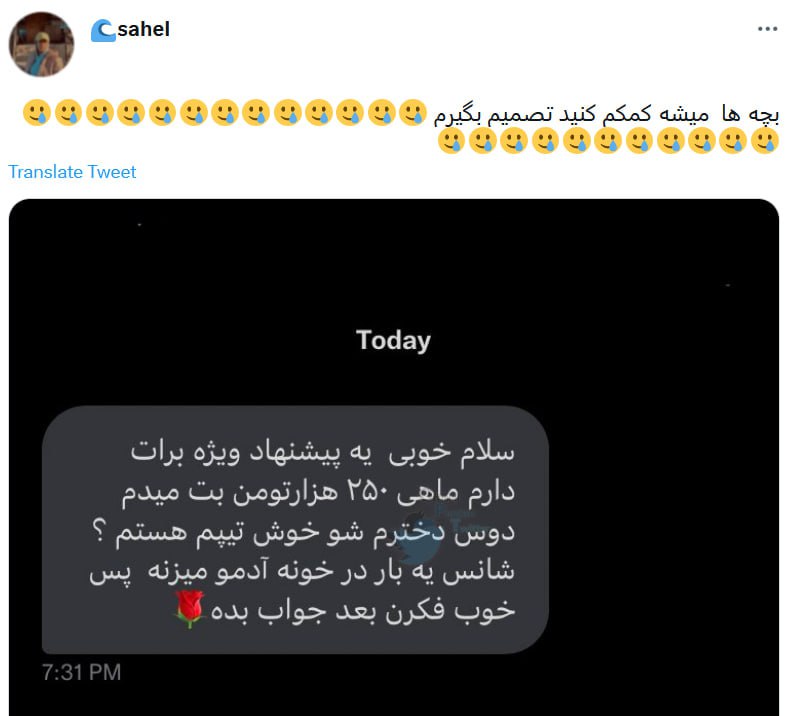 🌊sahel
بچه ها میشه کمکم کنید تصمیم بگیرم 🥲🥲🥲🥲🥲🥲🥲🥲🥲🥲🥲🥲🥲
🥲🥲🥲🥲🥲🥲🥲🥲🥲🥲🥲
Translate Tweet
Today
سلام خوبی یه پیشنهاد ویژه برات
دارم ماهی ۲۵۰ هزارتومن بت میدم
دوس دخترم شو خوش تیپم هستم ؟
شانس یه بار در خونه آدمو میزنه پس
خوب فکرن بعد جواب بده🌹
7:31 PM